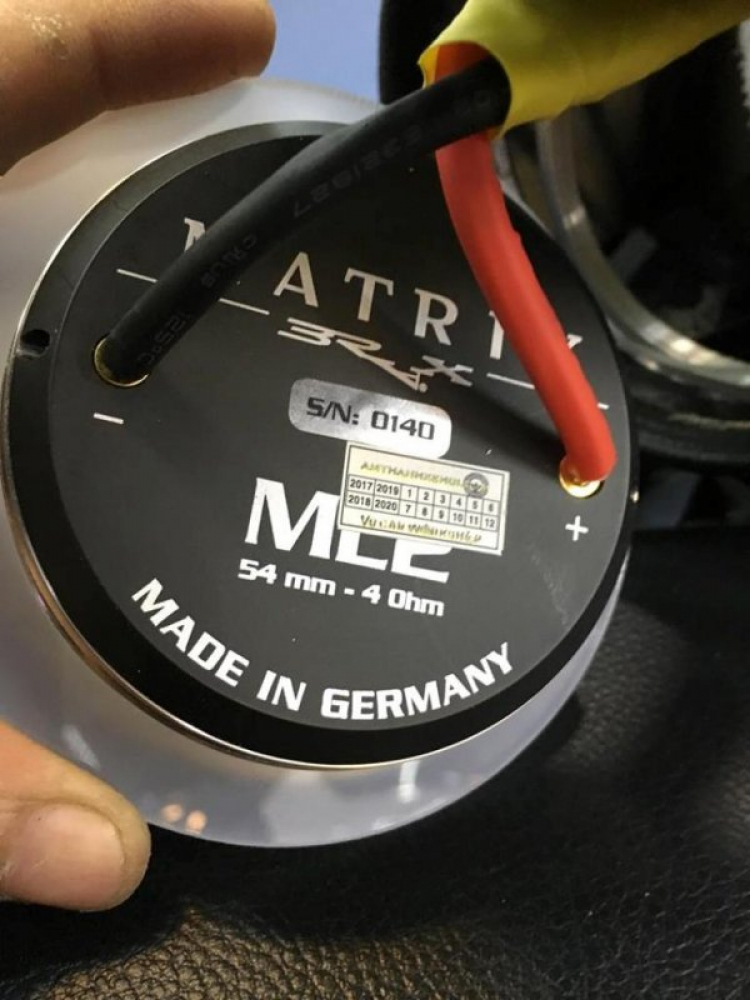 MATRIX
BRAX
S/N: 0140
2017 2019 1 2 3 4 5 6
2018 2020 7 8 9 10 11 12
ML2
54 mm - 4 Ohm
MADE IN GERMANY
−
+